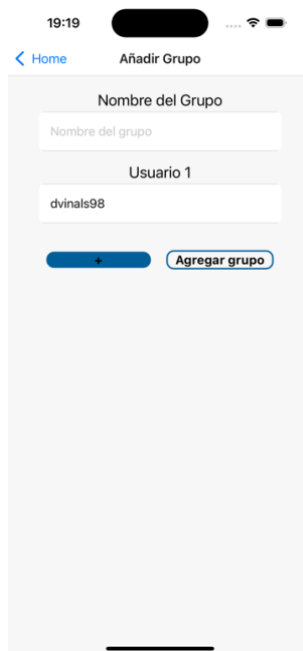 19:19
Home Añadir Grupo
Nombre del Grupo
Nombre del grupo
Usuario 1
dvinals98
+ Agregar grupo